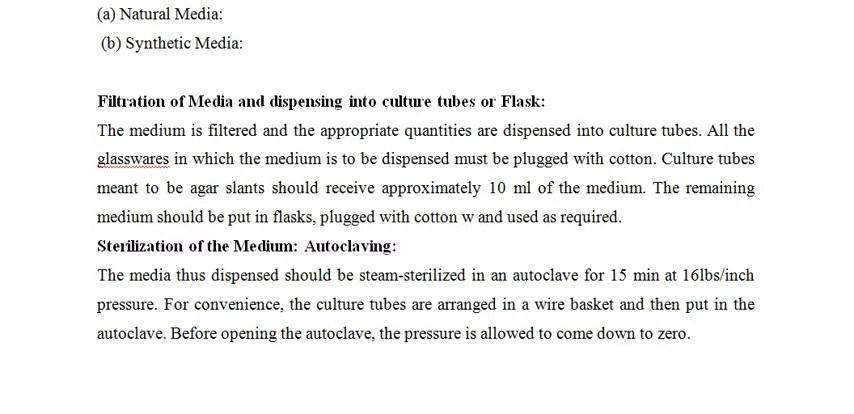 (a) Natural Media:
(b) Synthetic Media:
Filtration of Media and dispensing into culture tubes or Flask:
The medium is filtered and the appropriate quantities are dispensed into culture tubes. All the
glasswares in which the medium is to be dispensed must be plugged with cotton. Culture tubes
meant to be agar slants should receive approximately 10 ml of the medium. The remaining
medium should be put in flasks, plugged with cotton w and used as required.
Sterilization of the Medium: Autoclaving:
The media thus dispensed should be steam-sterilized in an autoclave for 15 min at 16lbs/inch
pressure. For convenience, the culture tubes are arranged in a wire basket and then put in the
autoclave. Before opening the autoclave, the pressure is allowed to come down to zero.